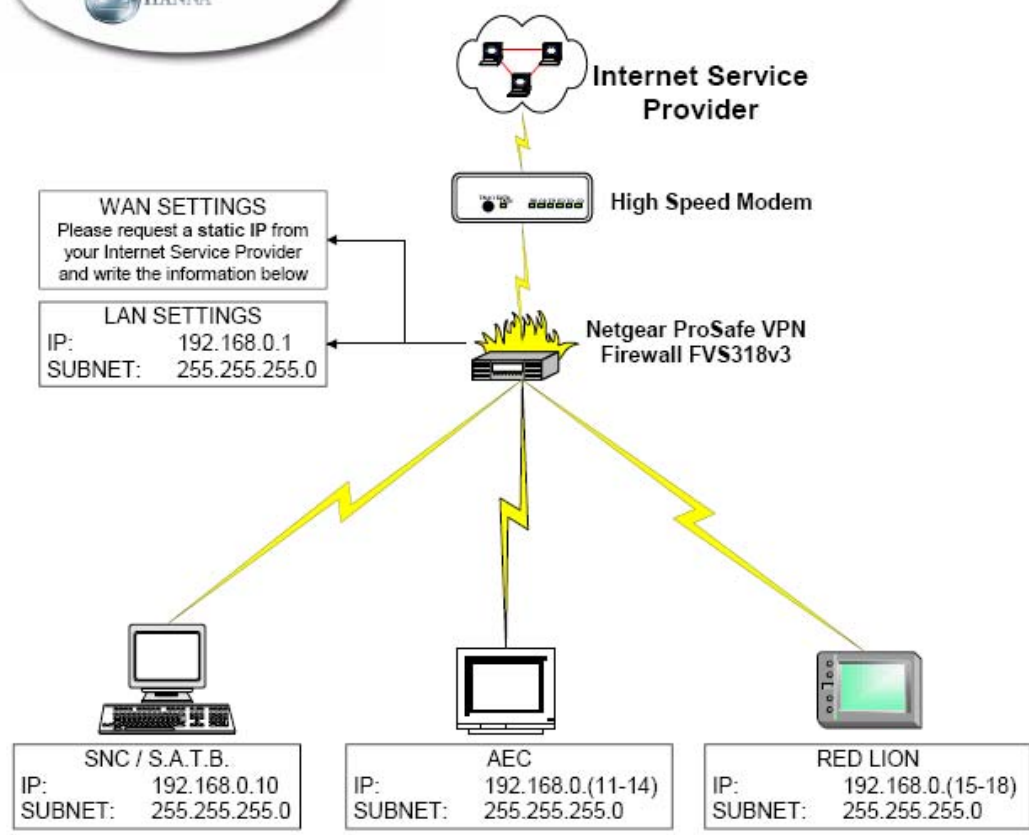 HANNA
Internet Service
Provider
High Speed Modem
WAN SETTINGS
Please request a static IP from
your Internet Service Provider
and write the information below
LAN SETTINGS
IP: 192.168.0.1
SUBNET: 255.255.255.0
Netgear ProSafe VPN
Firewall FVS318v3
SNC / S.A.T.B.
IP: 192.168.0.10
SUBNET: 255.255.255.0
AEC
IP: 192.168.0.(11-14)
SUBNET: 255.255.255.0
RED LION
IP: 192.168.0.(15-18)
SUBNET: 255.255.255.0